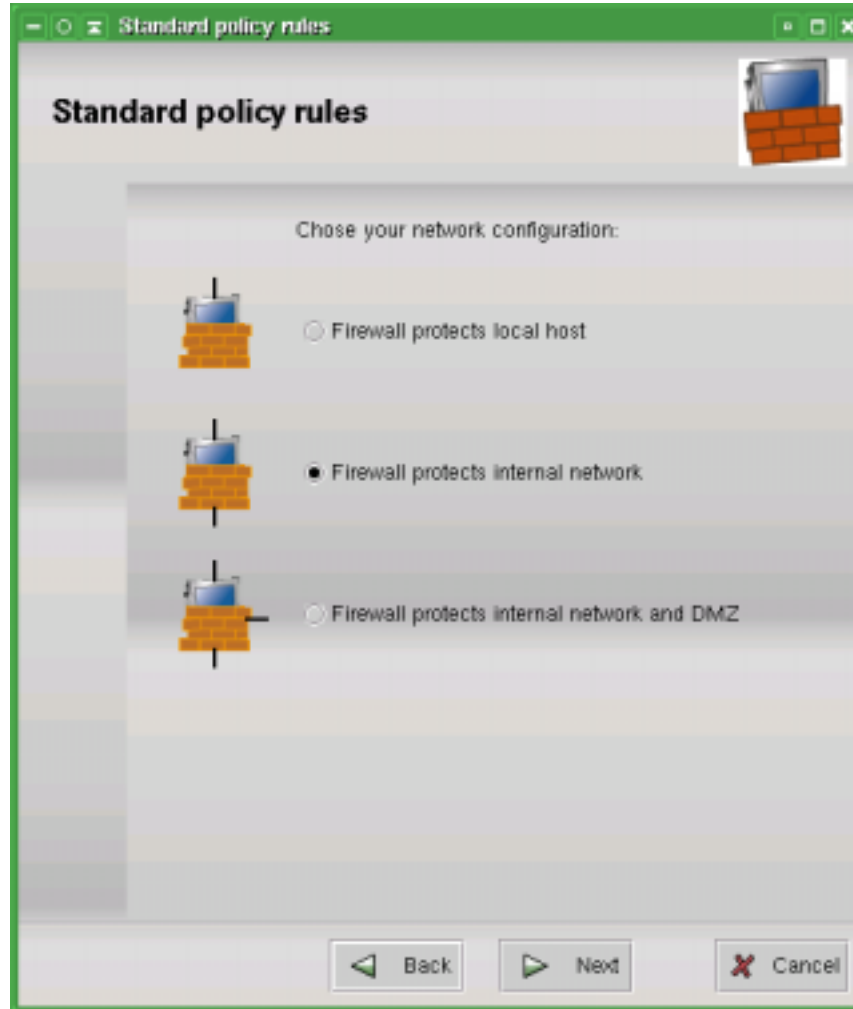 Standard policy rules
Standard policy rules
Chose your network configuration:
Firewall protects local host
Firewall protects internal network
Firewall protects internal network and DMZ
Back
Next
Cancel